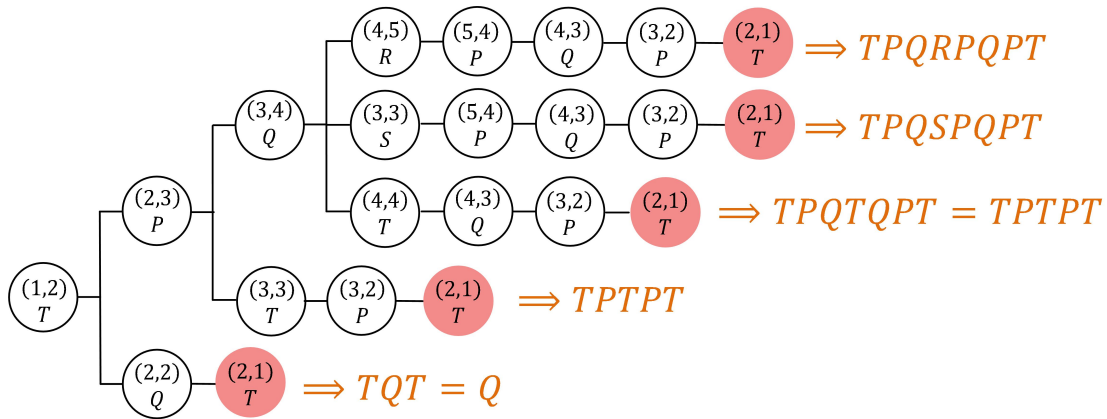 (4,5) (5,4) (4,3) (3,2) (2,1)
R P Q P T ⟹ TPQRPQPT
(3,4) (3,3) (5,4) (4,3) (3,2) (2,1)
Q S P Q P T ⟹ TPQSPQPT
(2,3) (4,4) (4,3) (3,2) (2,1)
P T Q P T ⟹ TPQTQPT = TPTPT
(1,2) (3,3) (3,2) (2,1)
T T P T ⟹ TPTPT
(2,2) (2,1)
Q T ⟹ TQT = Q